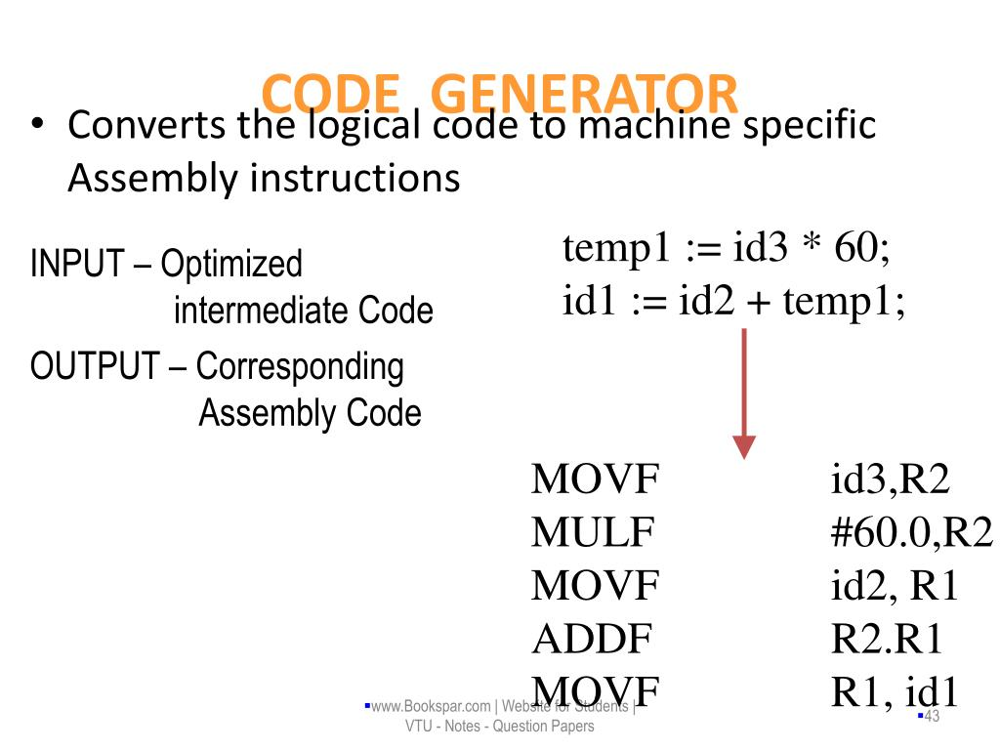 CODE GENERATOR
• Converts the logical code to machine specific
Assembly instructions
INPUT – Optimized
intermediate Code
OUTPUT – Corresponding
Assembly Code
temp1 := id3 * 60;
id1 := id2 + temp1;
MOVF id3,R2
MULF #60.0,R2
MOVF id2, R1
ADDF R2.R1
MOVF R1, id1
▪www.Bookspar.com | Website for Students |
VTU - Notes - Question Papers
▪43